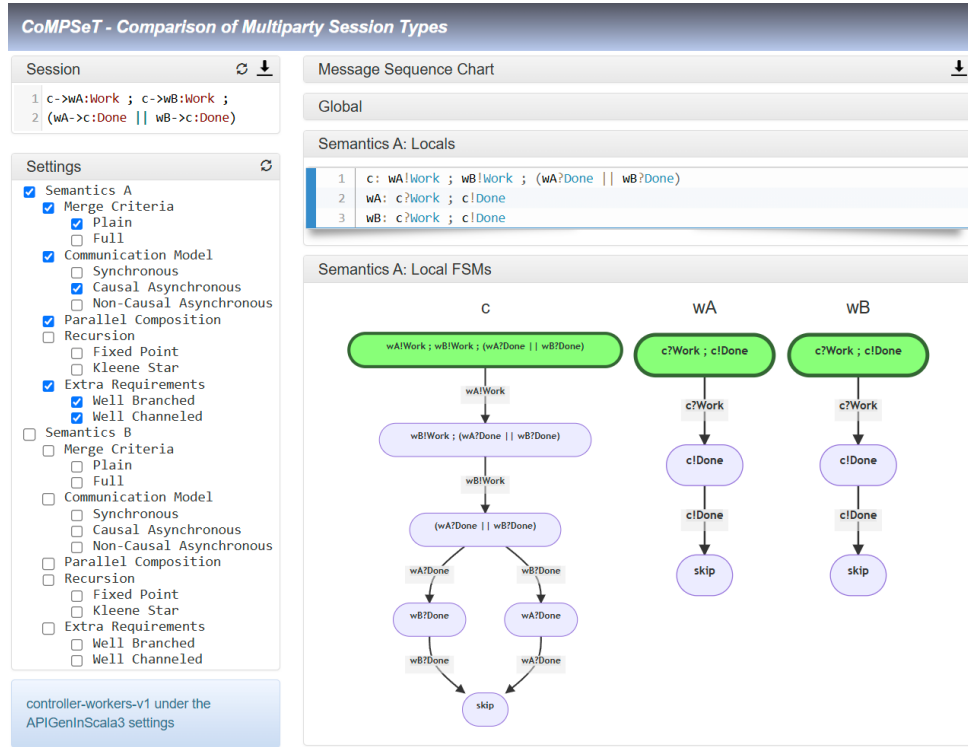 CoMPSeT - Comparison of Multiparty Session Types
Session
1 c->wA:Work ; c->wB:Work ;
2 (wA->c:Done || wB->c:Done)
Settings
Semantics A
Merge Criteria
Plain
Full
Communication Model
Synchronous
Causal Asynchronous
Non-Causal Asynchronous
Parallel Composition
Recursion
Fixed Point
Kleene Star
Extra Requirements
Well Branched
Well Channeled
Semantics B
Merge Criteria
Plain
Full
Communication Model
Synchronous
Causal Asynchronous
Non-Causal Asynchronous
Parallel Composition
Recursion
Fixed Point
Kleene Star
Extra Requirements
Well Branched
Well Channeled
controller-workers-v1 under the
APIGenInScala3 settings
Message Sequence Chart
Global
Semantics A: Locals
1 c: wA!Work ; wB!Work ; (wA?Done || wB?Done)
2 wA: c?Work ; c!Done
3 wB: c?Work ; c!Done
Semantics A: Local FSMs
c
wA!Work ; wB!Work ; (wA?Done || wB?Done)
wA!Work
wB!Work ; (wA?Done || wB?Done)
wB!Work
(wA?Done || wB?Done)
wA?Done wB?Done
wB?Done wA?Done
wB?Done wA?Done
skip
wA
c?Work ; c!Done
c?Work
c!Done
c!Done
skip
wB
c?Work ; c!Done
c?Work
c!Done
c!Done
skip